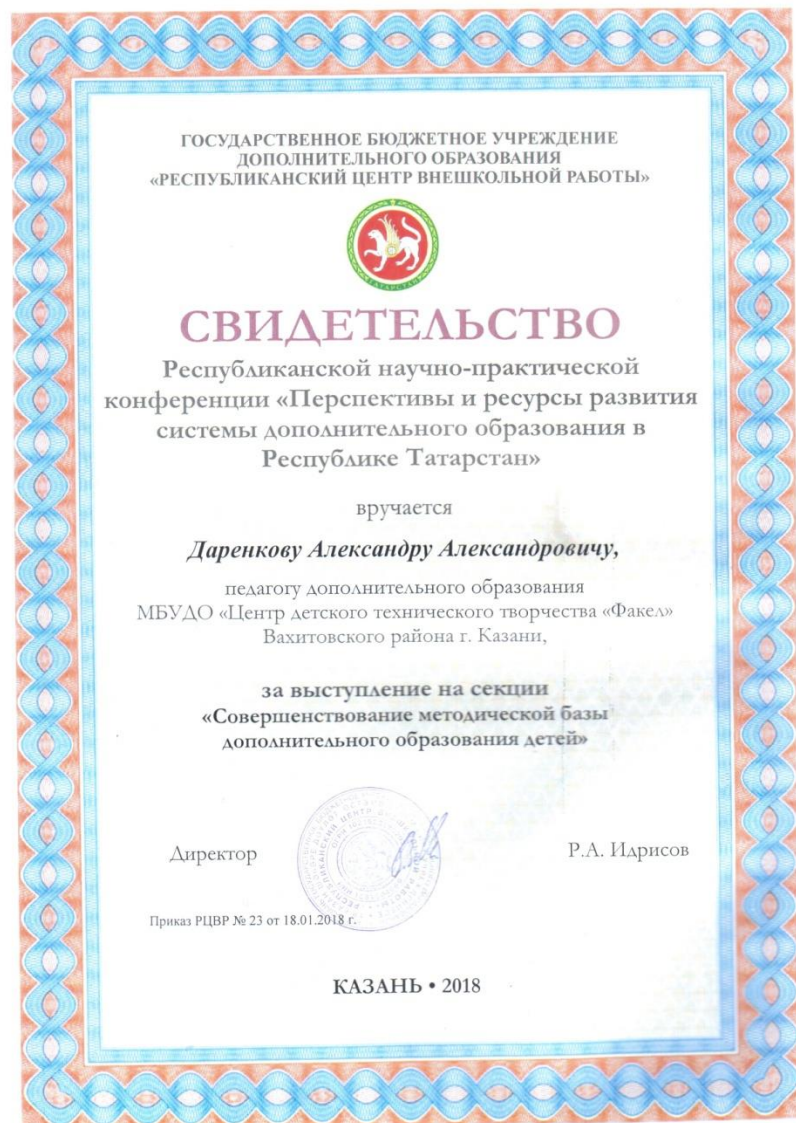 ГОСУДАРСТВЕННОЕ БЮДЖЕТНОЕ УЧРЕЖДЕНИЕ
ДОПОЛНИТЕЛЬНОГО ОБРАЗОВАНИЯ
«РЕСПУБЛИКАНСКИЙ ЦЕНТР ВНЕШКОЛЬНОЙ РАБОТЫ»
ТАТАРСТАН
СВИДЕТЕЛЬСТВО
Республиканской научно-практической
конференции «Перспективы и ресурсы развития
системы дополнительного образования в
Республике Татарстан»
вручается
Даренкову Александру Александровичу,
педагогу дополнительного образования
МБУДО «Центр детского технического творчества «Факел»
Вахитовского района г. Казани,
за выступление на секции
«Совершенствование методической базы
дополнительного образования детей»
Директор Р.А. Идрисов
Приказ РЦВР № 23 от 18.01.2018 г.
КАЗАНЬ • 2018